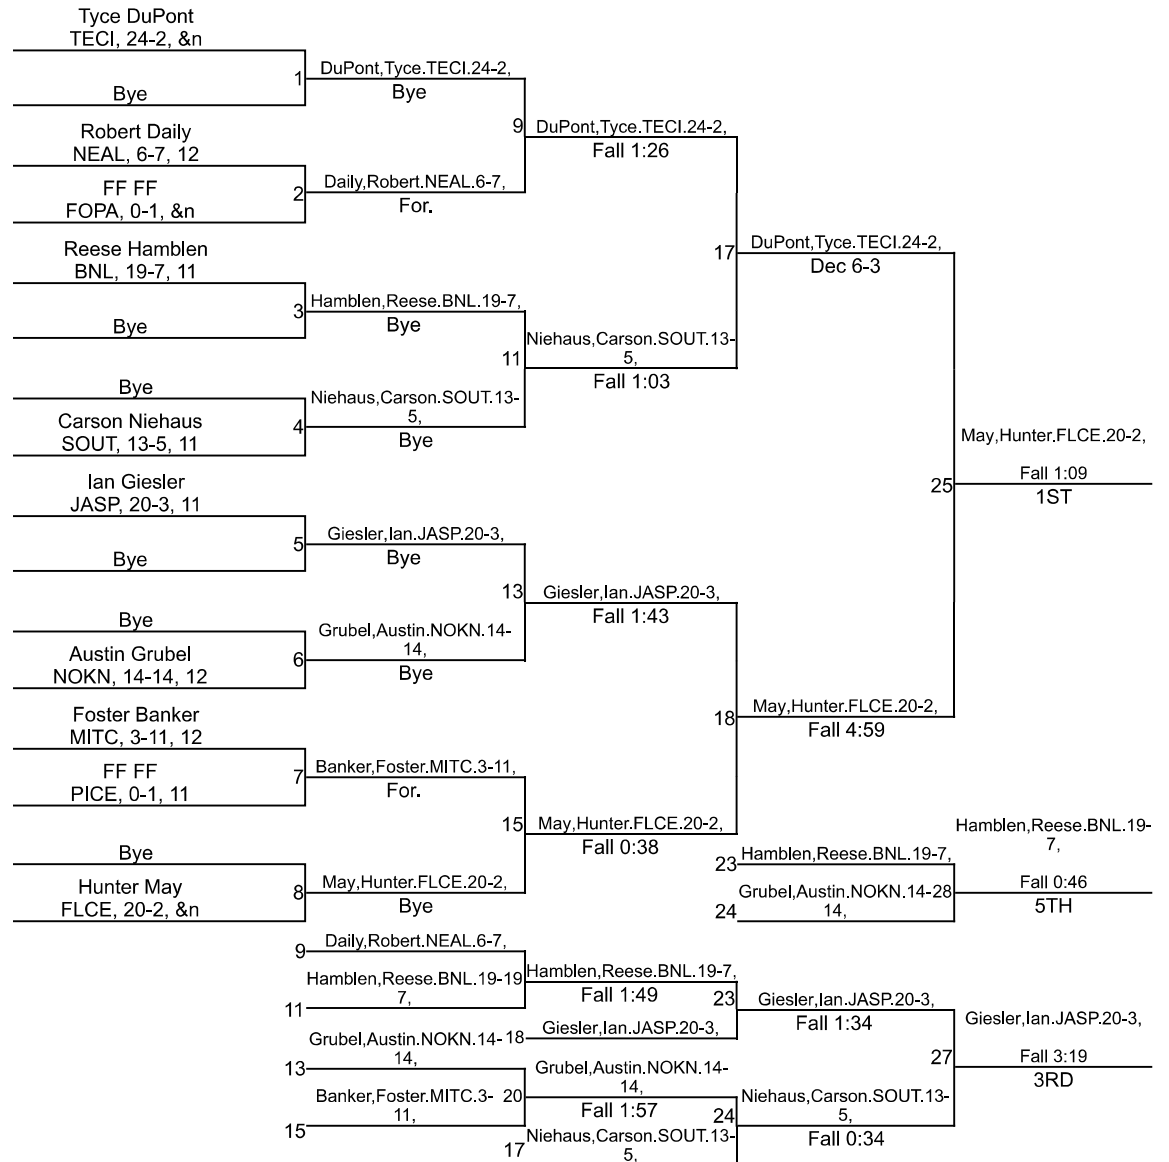 Tyce DuPont
TECI, 24-2, &n
1
DuPont,Tyce.TECI.24-2,
Bye
Bye
9
DuPont,Tyce.TECI.24-2,
Fall 1:26
Robert Daily
NEAL, 6-7, 12
FF FF
FOPA, 0-1, &n
2
Daily,Robert.NEAL.6-7,
For.
Reese Hamblen
BNL, 19-7, 11
17
DuPont,Tyce.TECI.24-2,
Dec 6-3
3
Hamblen,Reese.BNL.19-7,
Bye
Bye
11
Niehaus,Carson.SOUT.13-
5,
Fall 1:03
Bye
Carson Niehaus
SOUT, 13-5, 11
4
Niehaus,Carson.SOUT.13-
5,
Bye
25
May,Hunter.FLCE.20-2,
Fall 1:09
1ST
Ian Giesler
JASP, 20-3, 11
5
Giesler,Ian.JASP.20-3,
Bye
Bye
13
Giesler,Ian.JASP.20-3,
Fall 1:43
Bye
Austin Grubel
NOKN, 14-14, 12
6
Grubel,Austin.NOKN.14-
14,
Bye
18
May,Hunter.FLCE.20-2,
Fall 4:59
Foster Banker
MITC, 3-11, 12
FF FF
PICE, 0-1, 11
7
Banker,Foster.MITC.3-11,
For.
15
May,Hunter.FLCE.20-2,
Fall 0:38
Bye
Hunter May
FLCE, 20-2, &n
8
May,Hunter.FLCE.20-2,
Bye
23
Hamblen,Reese.BNL.19-7,
24
Grubel,Austin.NOKN.14-28
14,
Hamblen,Reese.BNL.19-
7,
Fall 0:46
5TH
9
Daily,Robert.NEAL.6-7,
11
Hamblen,Reese.BNL.19-19
7,
Hamblen,Reese.BNL.19-7,
Fall 1:49
23
18
Giesler,Ian.JASP.20-3,
Giesler,Ian.JASP.20-3,
Fall 1:34
27
Giesler,Ian.JASP.20-3,
Fall 3:19
3RD
13
Grubel,Austin.NOKN.14-
14,
15
Banker,Foster.MITC.3-
11,
20
Grubel,Austin.NOKN.14-
14,
Fall 1:57
24
17
Niehaus,Carson.SOUT.13-
5,
Niehaus,Carson.SOUT.13-
5,
Fall 0:34